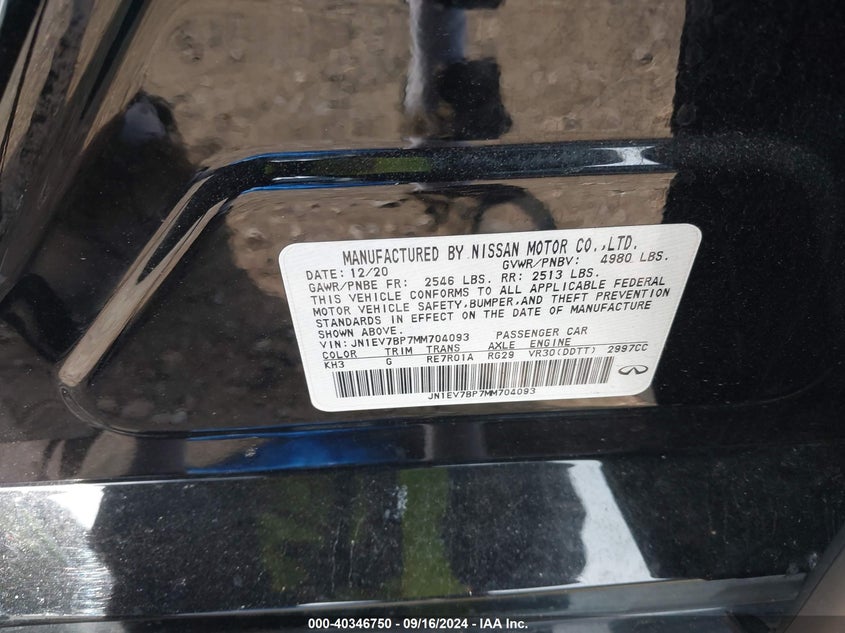 MANUFACTURED BY NISSAN MOTOR CO.,LTD.
DATE: 12/20 GVWR/PNBV: 4980 LBS.
GAWR/PNBE FR: 2546 LBS. RR: 2513 LBS.
THIS VEHICLE CONFORMS TO ALL APPLICABLE FEDERAL
MOTOR VEHICLE SAFETY, BUMPER, AND THEFT PREVENTION
STANDARDS IN EFFECT ON THE DATE OF MANUFACTURE
SHOWN ABOVE.
VIN: JN1EV7BP7MM704093 PASSENGER CAR
COLOR TRIM TRANS AXLE ENGINE
KH3 G RE7R01A RG29 VR30(DDTT) 2997CC
JN1EV7BP7MM704093
000-40346750 - 09/16/2024 - IAA Inc.